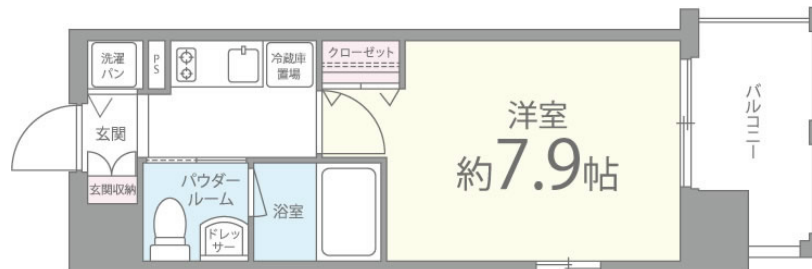 洗濯
パン
PS
冷蔵庫
置場
クローゼット
玄関
玄関収納
パウダー
ルーム
ドレッ
サー
浴室
洋室
約7.9帖
バルコニー